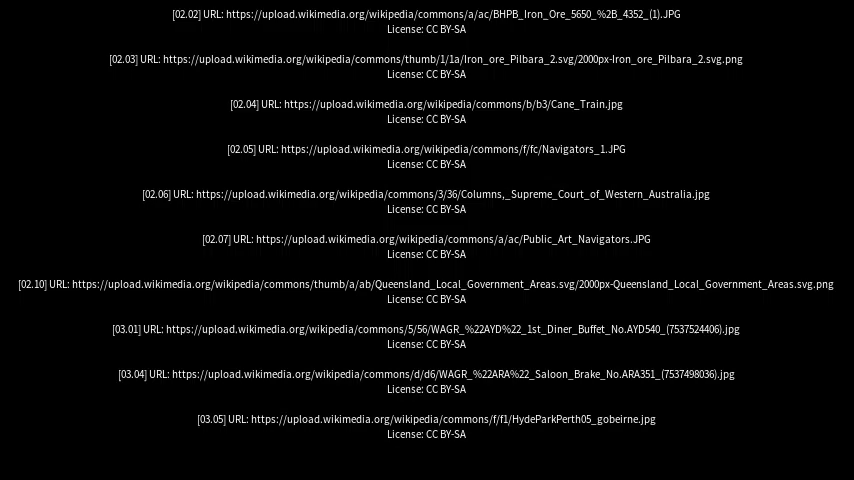 [02.02] URL: https://upload.wikimedia.org/wikipedia/commons/a/ac/BHPB_Iron_Ore_5650_%2B_4352_(1).JPG
License: CC BY-SA
[02.03] URL: https://upload.wikimedia.org/wikipedia/commons/thumb/1/1a/Iron_ore_Pilbara_2.svg/2000px-Iron_ore_Pilbara_2.svg.png
License: CC BY-SA
[02.04] URL: https://upload.wikimedia.org/wikipedia/commons/b/b3/Cane_Train.jpg
License: CC BY-SA
[02.05] URL: https://upload.wikimedia.org/wikipedia/commons/f/fc/Navigators_1.JPG
License: CC BY-SA
[02.06] URL: https://upload.wikimedia.org/wikipedia/commons/3/36/Columns,_Supreme_Court_of_Western_Australia.jpg
License: CC BY-SA
[02.07] URL: https://upload.wikimedia.org/wikipedia/commons/a/ac/Public_Art_Navigators.JPG
License: CC BY-SA
[02.10] URL: https://upload.wikimedia.org/wikipedia/commons/thumb/a/ab/Queensland_Local_Government_Areas.svg/2000px-Queensland_Local_Government_Areas.svg.png
License: CC BY-SA
[03.01] URL: https://upload.wikimedia.org/wikipedia/commons/5/56/WAGR_%22AYD%22_1st_Diner_Buffet_No.AYD540_(7537524406).jpg
License: CC BY-SA
[03.04] URL: https://upload.wikimedia.org/wikipedia/commons/d/d6/WAGR_%22ARA%22_Saloon_Brake_No.ARA351_(7537498036).jpg
License: CC BY-SA
[03.05] URL: https://upload.wikimedia.org/wikipedia/commons/f/f1/HydeParkPerth05_gobeirne.jpg
License: CC BY-SA